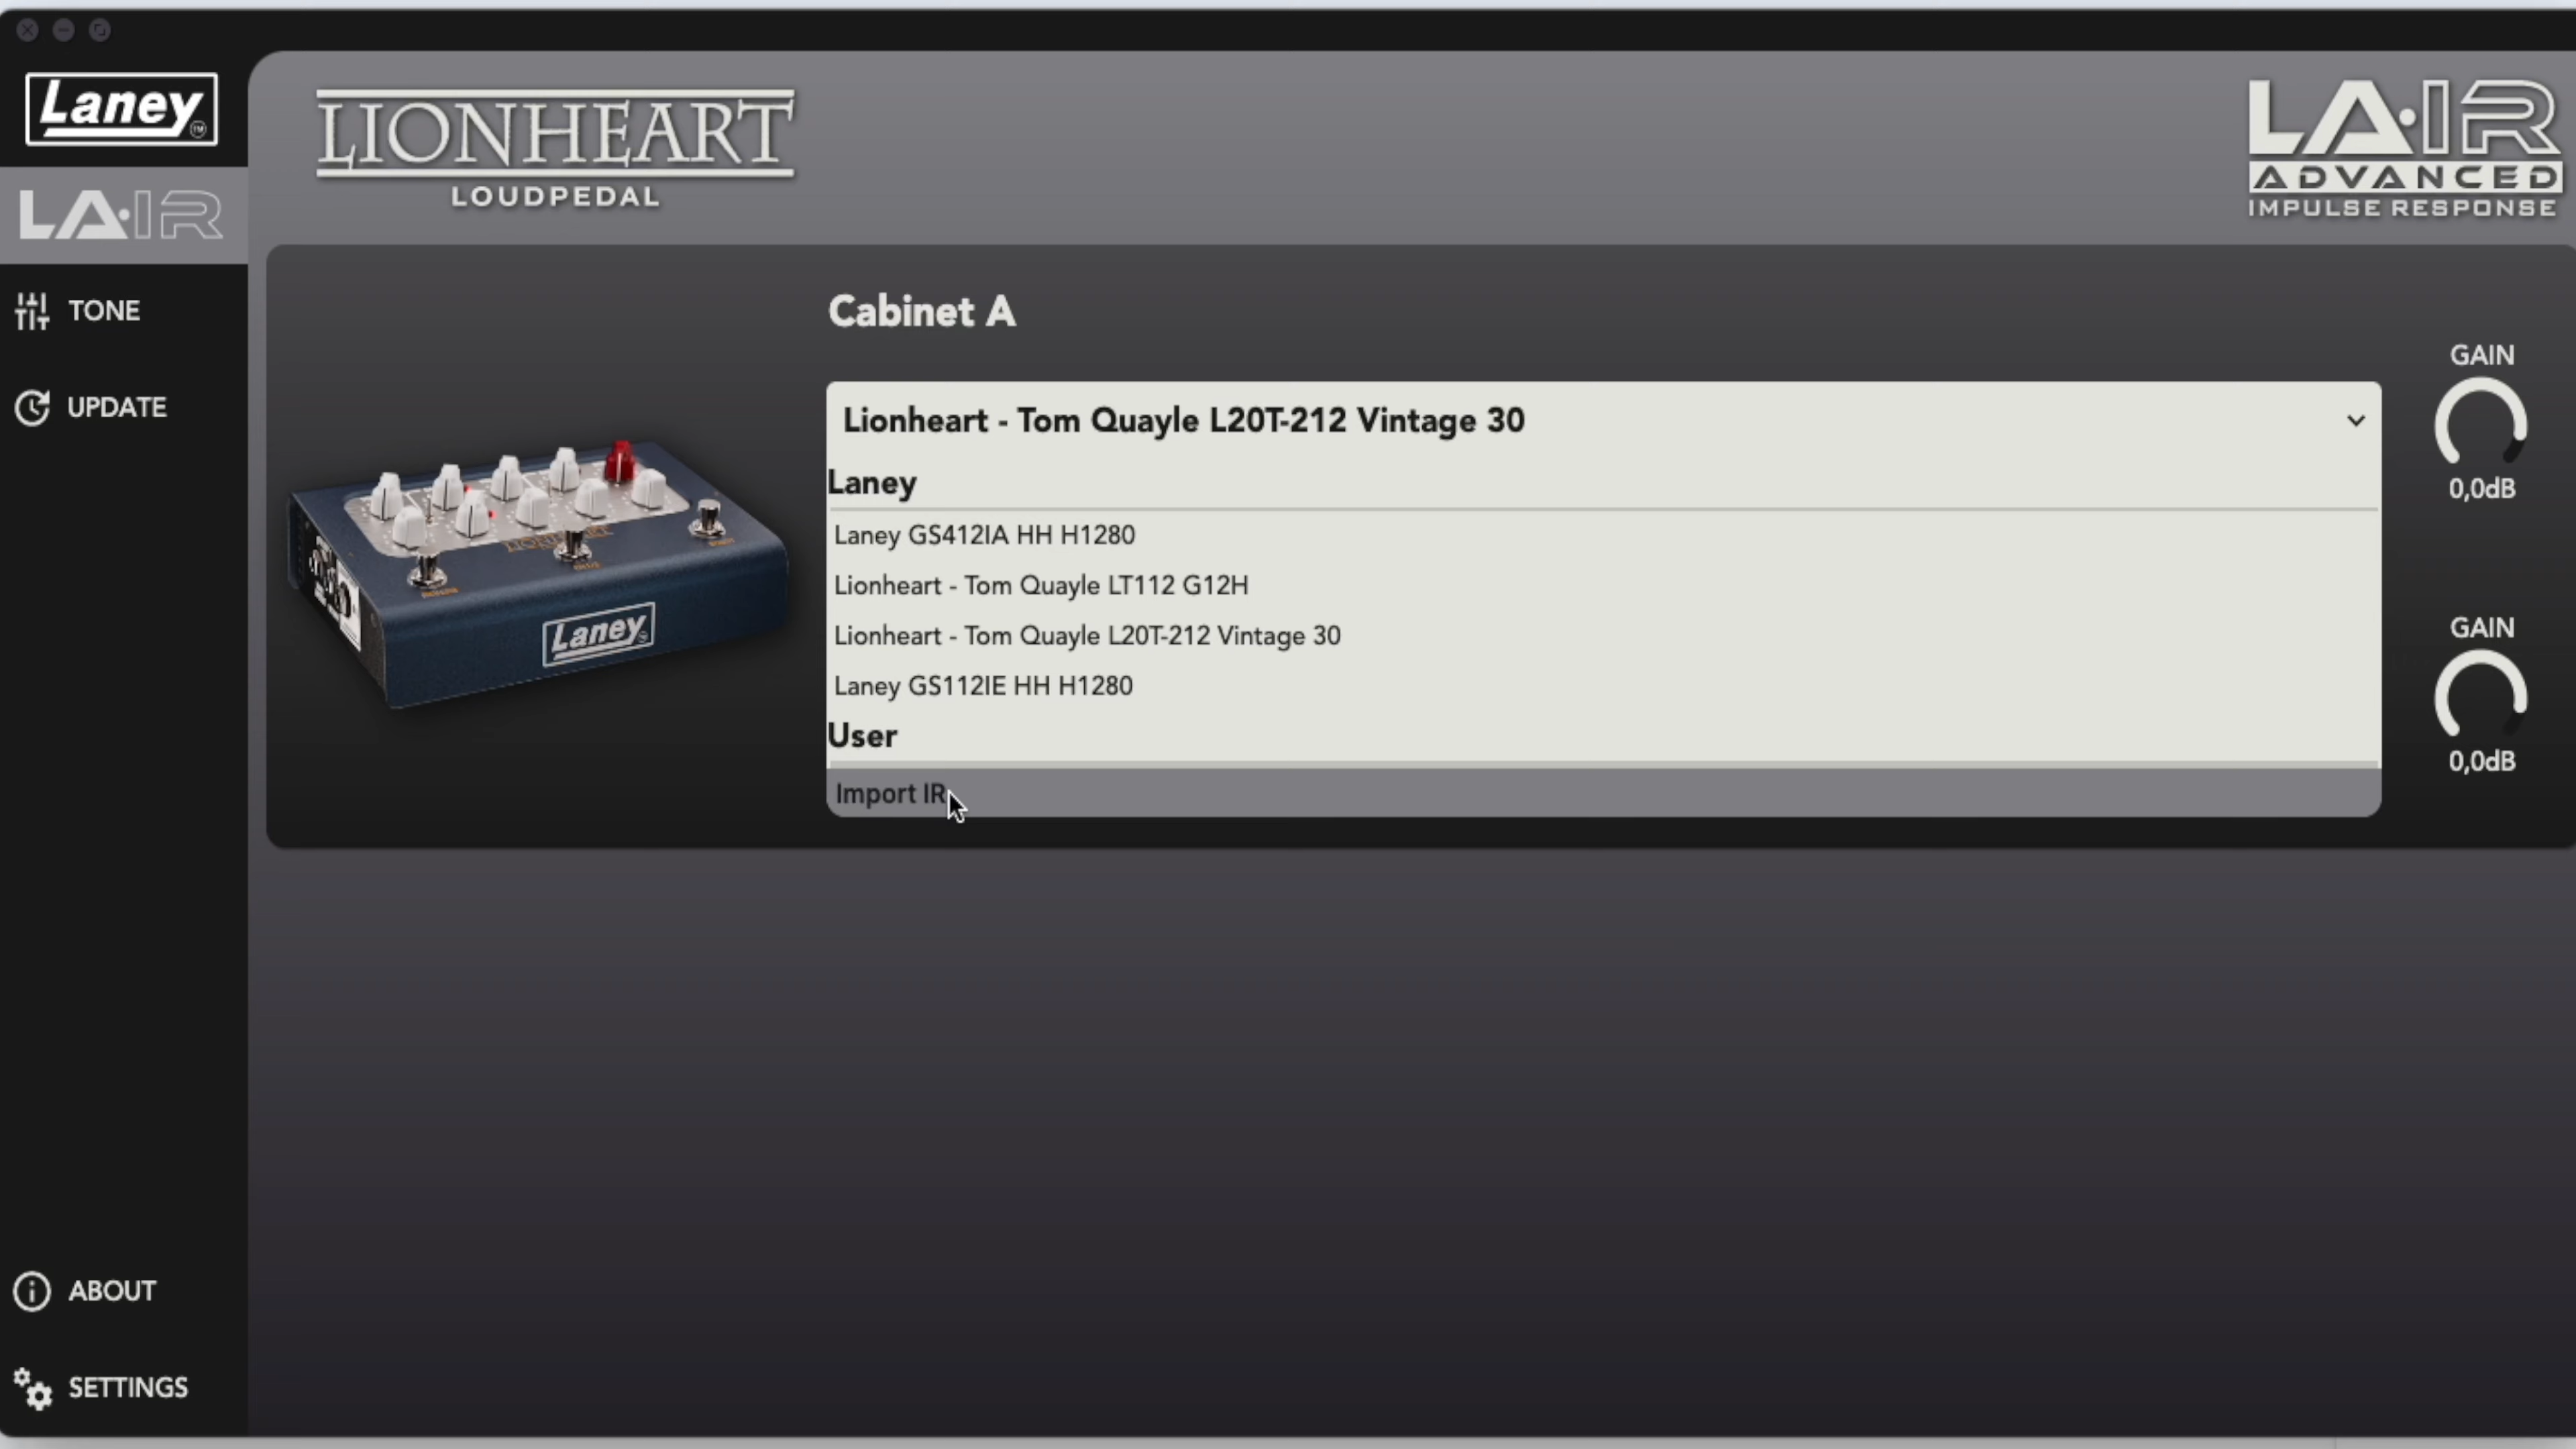 Laney
LA·IR
TONE
UPDATE
ABOUT
SETTINGS
LIONHEART
LOUDPEDAL
LA·IR
ADVANCED
IMPULSE RESPONSE
Cabinet A
Lionheart - Tom Quayle L20T-212 Vintage 30
Laney
Laney GS412IA HH H1280
Lionheart - Tom Quayle LT112 G12H
Lionheart - Tom Quayle L20T-212 Vintage 30
Laney GS112IE HH H1280
User
Import IR
GAIN
0,0dB
GAIN
0,0dB
LIONHEART
Laney